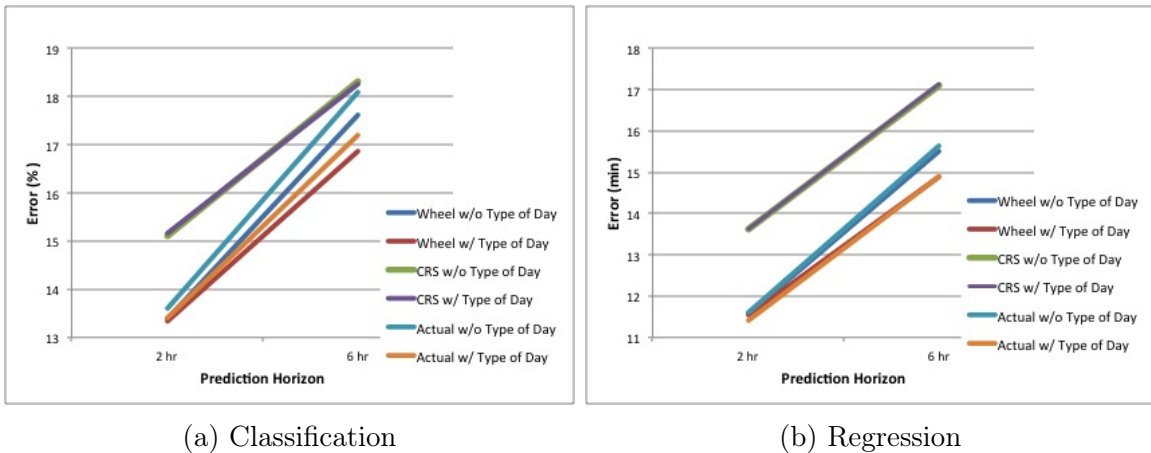 19
18
17
16
15
14
13
Error (%)
2 hr
6 hr
Prediction Horizon
Wheel w/o Type of Day
Wheel w/ Type of Day
CRS w/o Type of Day
CRS w/ Type of Day
Actual w/o Type of Day
Actual w/ Type of Day
(a) Classification
18
17
16
15
14
13
12
11
Error (min)
2 hr
6 hr
Prediction Horizon
Wheel w/o Type of Day
Wheel w/ Type of Day
CRS w/o Type of Day
CRS w/ Type of Day
Actual w/o Type of Day
Actual w/ Type of Day
(b) Regression